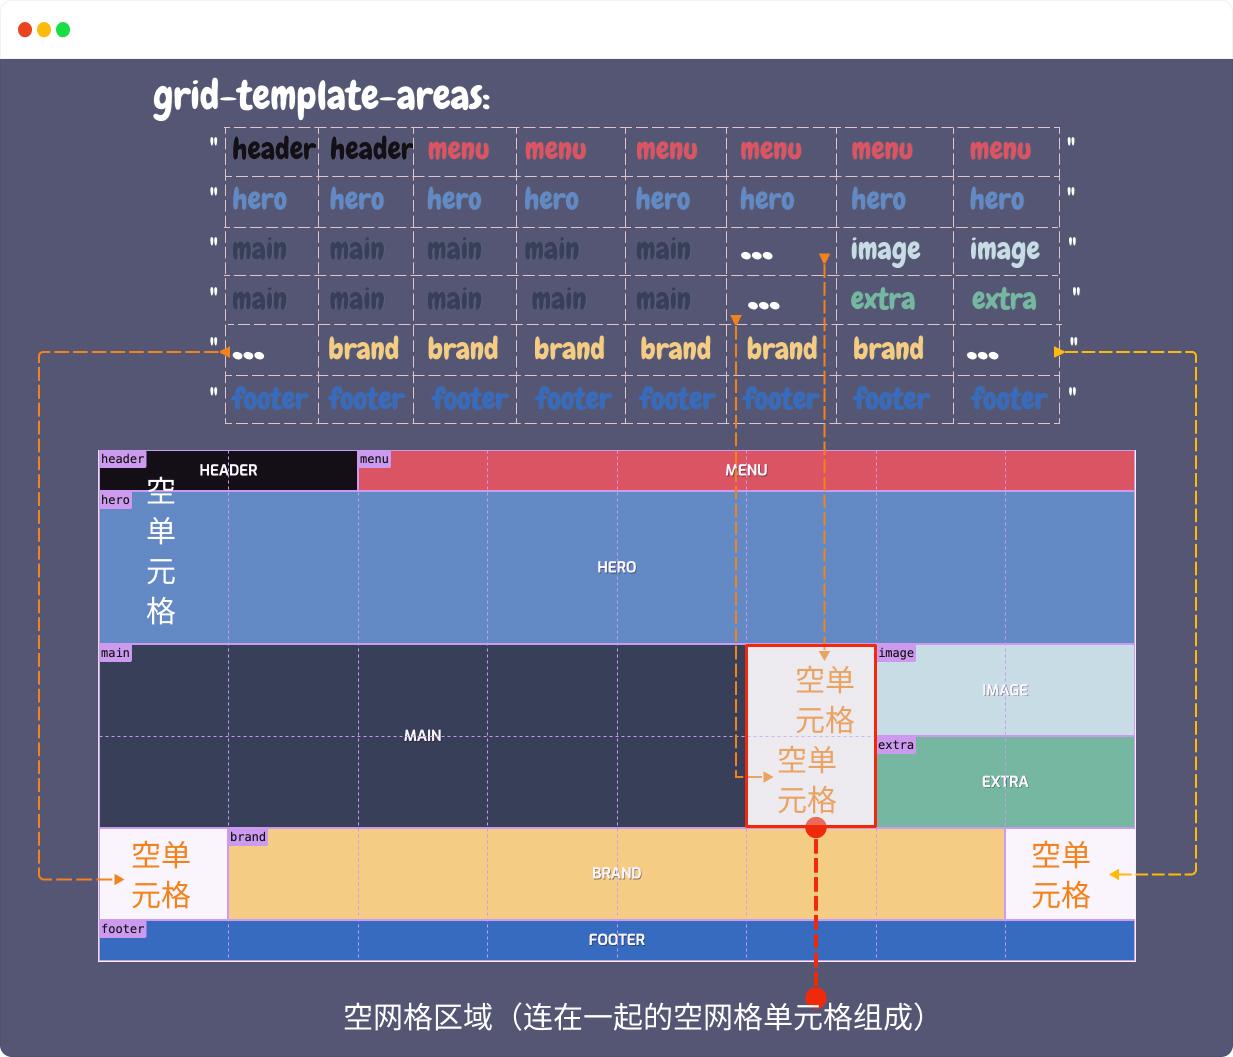 grid-template-areas:
" header header menu menu menu menu menu menu "
" hero hero hero hero hero hero hero hero "
" main main main main main ... image image "
" main main main main main ... extra extra "
" ... brand brand brand brand brand brand ... "
" footer footer footer footer footer footer footer footer "
header
HEADER
menu
MENU
hero
空
单
元
格
HERO
main
MAIN
空单
元格
空单
元格
image
IMAGE
extra
EXTRA
空单
元格
brand
BRAND
空单
元格
footer
FOOTER
空网格区域（连在一起的空网格单元格组成）